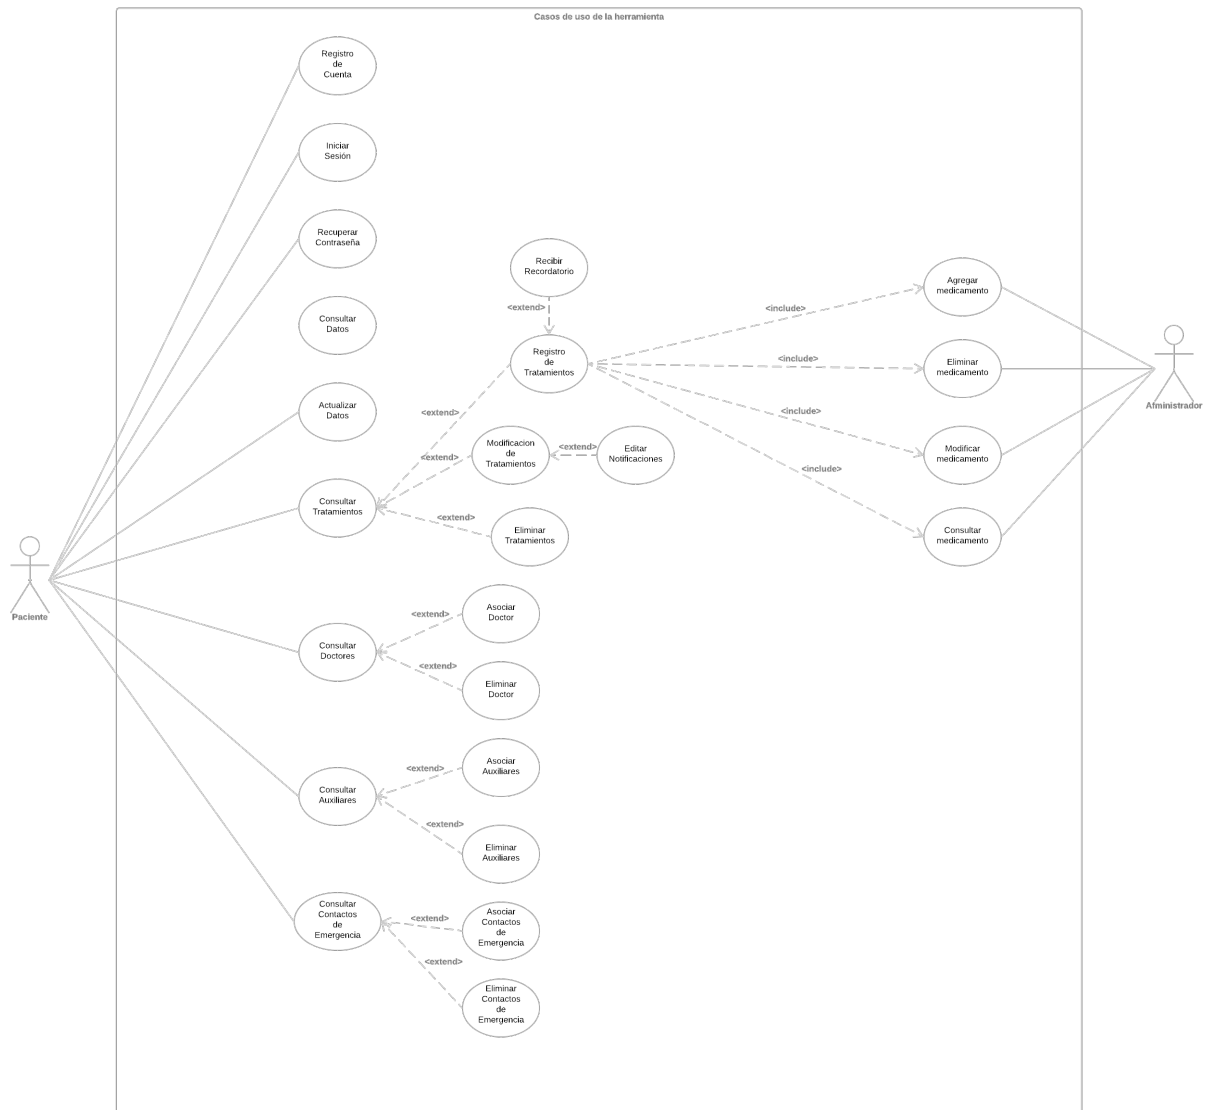 Casos de uso de la herramienta
Registro
de
Cuenta
Iniciar
Sesión
Recuperar
Contraseña
Consultar
Datos
Actualizar
Datos
Consultar
Tratamientos
Consultar
Doctores
Consultar
Auxiliares
Consultar
Contactos
de
Emergencia
Paciente
Recibir
Recordatorio
<extend>
Registro
de
Tratamientos
<extend>
Modificacion
de
Tratamientos
<extend>
<extend>
Editar
Notificaciones
<extend>
Eliminar
Tratamientos
<extend>
Asociar
Doctor
<extend>
Eliminar
Doctor
<extend>
Asociar
Auxiliares
<extend>
Eliminar
Auxiliares
<extend>
Asociar
Contactos
de
Emergencia
<extend>
Eliminar
Contactos
de
Emergencia
<include>
<include>
<include>
<include>
Agregar
medicamento
Eliminar
medicamento
Modificar
medicamento
Consultar
medicamento
Afministrador